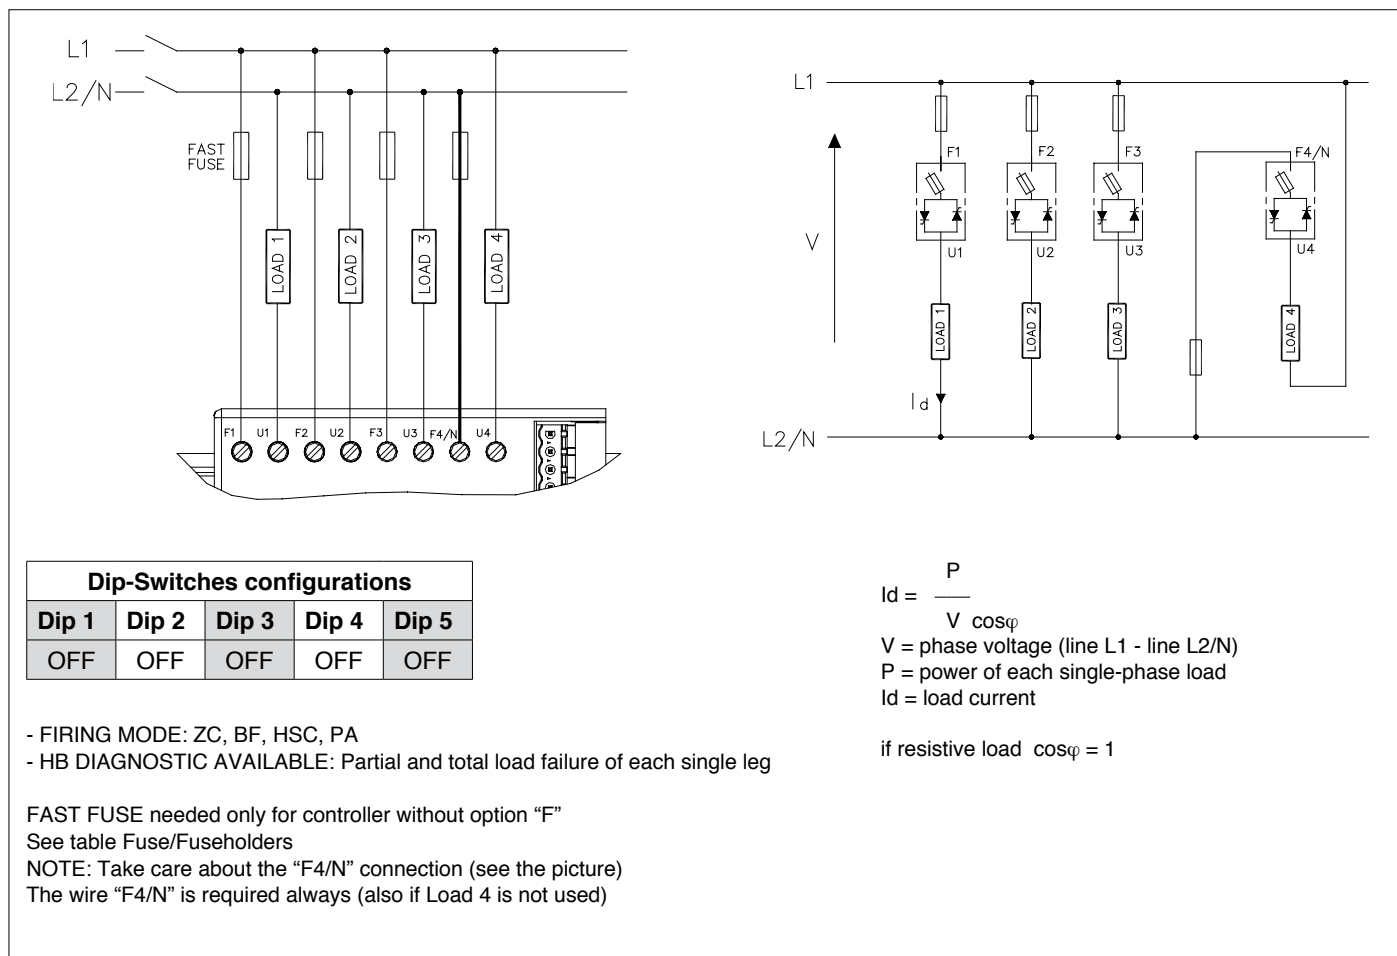 L1
L2/N
FAST
FUSE
LOAD 1
LOAD 2
LOAD 3
LOAD 4
F1 U1 F2 U2 F3 U3 F4/N U4
L1
F1
F2
F3
F4/N
V
U1
U2
U3
U4
LOAD 1
LOAD 2
LOAD 3
LOAD 4
Id
L2/N
Dip-Switches configurations
Dip 1 Dip 2 Dip 3 Dip 4 Dip 5
OFF OFF OFF OFF OFF
- FIRING MODE: ZC, BF, HSC, PA
- HB DIAGNOSTIC AVAILABLE: Partial and total load failure of each single leg
FAST FUSE needed only for controller without option “F”
See table Fuse/Fuseholders
NOTE: Take care about the “F4/N” connection (see the picture)
The wire “F4/N” is required always (also if Load 4 is not used)
P
Id =
V cosφ
V = phase voltage (line L1 - line L2/N)
P = power of each single-phase load
Id = load current
if resistive load cosφ = 1